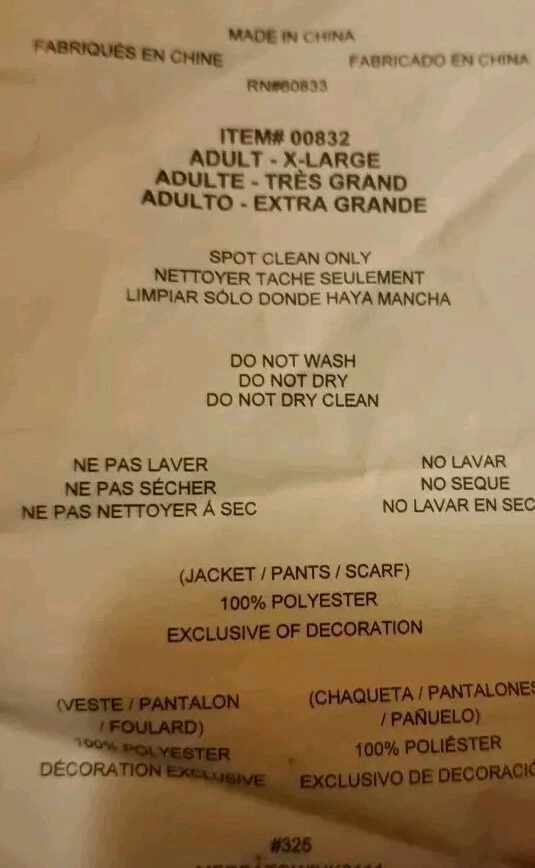 MADE IN CHINA
FABRIQUÉS EN CHINE
FABRICADO EN CHINA
RN#60833
ITEM# 00832
ADULT - X-LARGE
ADULTE - TRÈS GRAND
ADULTO - EXTRA GRANDE
SPOT CLEAN ONLY
NETTOYER TACHE SEULEMENT
LIMPIAR SÓLO DONDE HAYA MANCHA
DO NOT WASH
DO NOT DRY
DO NOT DRY CLEAN
NE PAS LAVER
NE PAS SÉCHER
NE PAS NETTOYER Á SEC
NO LAVAR
NO SEQUE
NO LAVAR EN SEC
(JACKET / PANTS / SCARF)
100% POLYESTER
EXCLUSIVE OF DECORATION
(VESTE / PANTALON
/ FOULARD)
100% POLYESTER
DÉCORATION EXCLUSIVE
(CHAQUETA / PANTALONES
/ PAÑUELO)
100% POLIÉSTER
EXCLUSIVO DE DECORACIÓ
#325